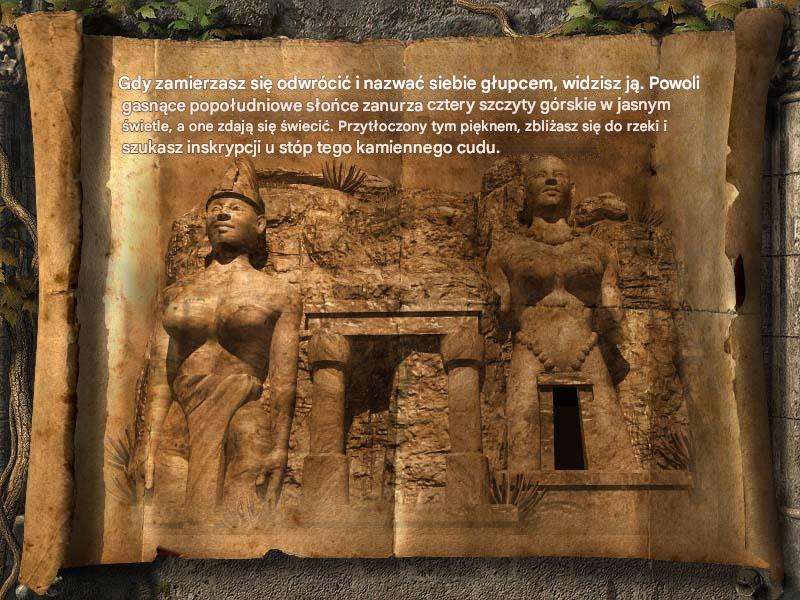 Gdy zamierzasz się odwrócić i nazwać siebie głupcem, widzisz ją. Powoli
gasnące popołudniowe słońce zanurza cztery szczyty górskie w jasnym
świetle, a one zdają się świecić. Przytłoczony tym pięknem, zbliżasz się do rzeki i
szukasz inskrypcji u stóp tego kamiennego cudu.